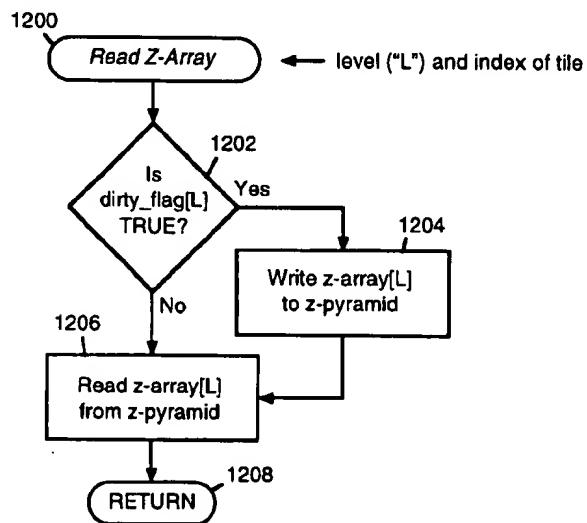 1200
Read Z-Array
level ("L") and index of tile
1202
Is
dirty_flag[L]
TRUE?
Yes
1204
Write z-array[L]
to z-pyramid
No
1206
Read z-array[L]
from z-pyramid
1208
RETURN